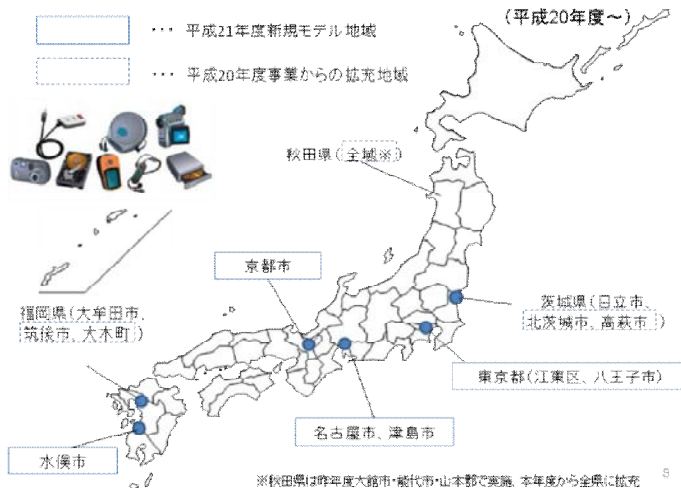 (平成20年度～)
･･･ 平成21年度新規モデル地域
･･･ 平成20年度事業からの拡充地域
秋田県(全域※)
京都市
福岡県(大牟田市、
筑後市、大木町)
茨城県(日立市、
北茨城市、高萩市)
東京都(江東区、八王子市)
名古屋市、津島市
水俣市
※秋田県は昨年度大館市･能代市･山本郡で実施、本年度から全県に拡充